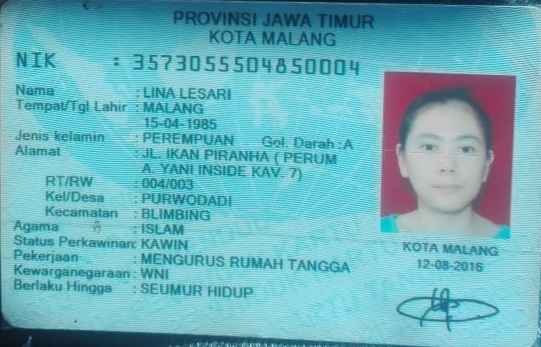 PROVINSI JAWA TIMUR
KOTA MALANG
NIK : 3573055504850004
Nama : LINA LESARI
Tempat/Tgl Lahir : MALANG
15-04-1985
Jenis kelamin : PEREMPUAN Gol. Darah : A
Alamat : JL. IKAN PIRANHA ( PERUM
A. YANI INSIDE KAV. 7)
RT/RW : 004/003
Kel/Desa : PURWODADI
Kecamatan : BLIMBING
Agama : ISLAM
Status Perkawinan: KAWIN
Pekerjaan : MENGURUS RUMAH TANGGA
Kewarganegaraan : WNI
Berlaku Hingga : SEUMUR HIDUP
KOTA MALANG
12-08-2016